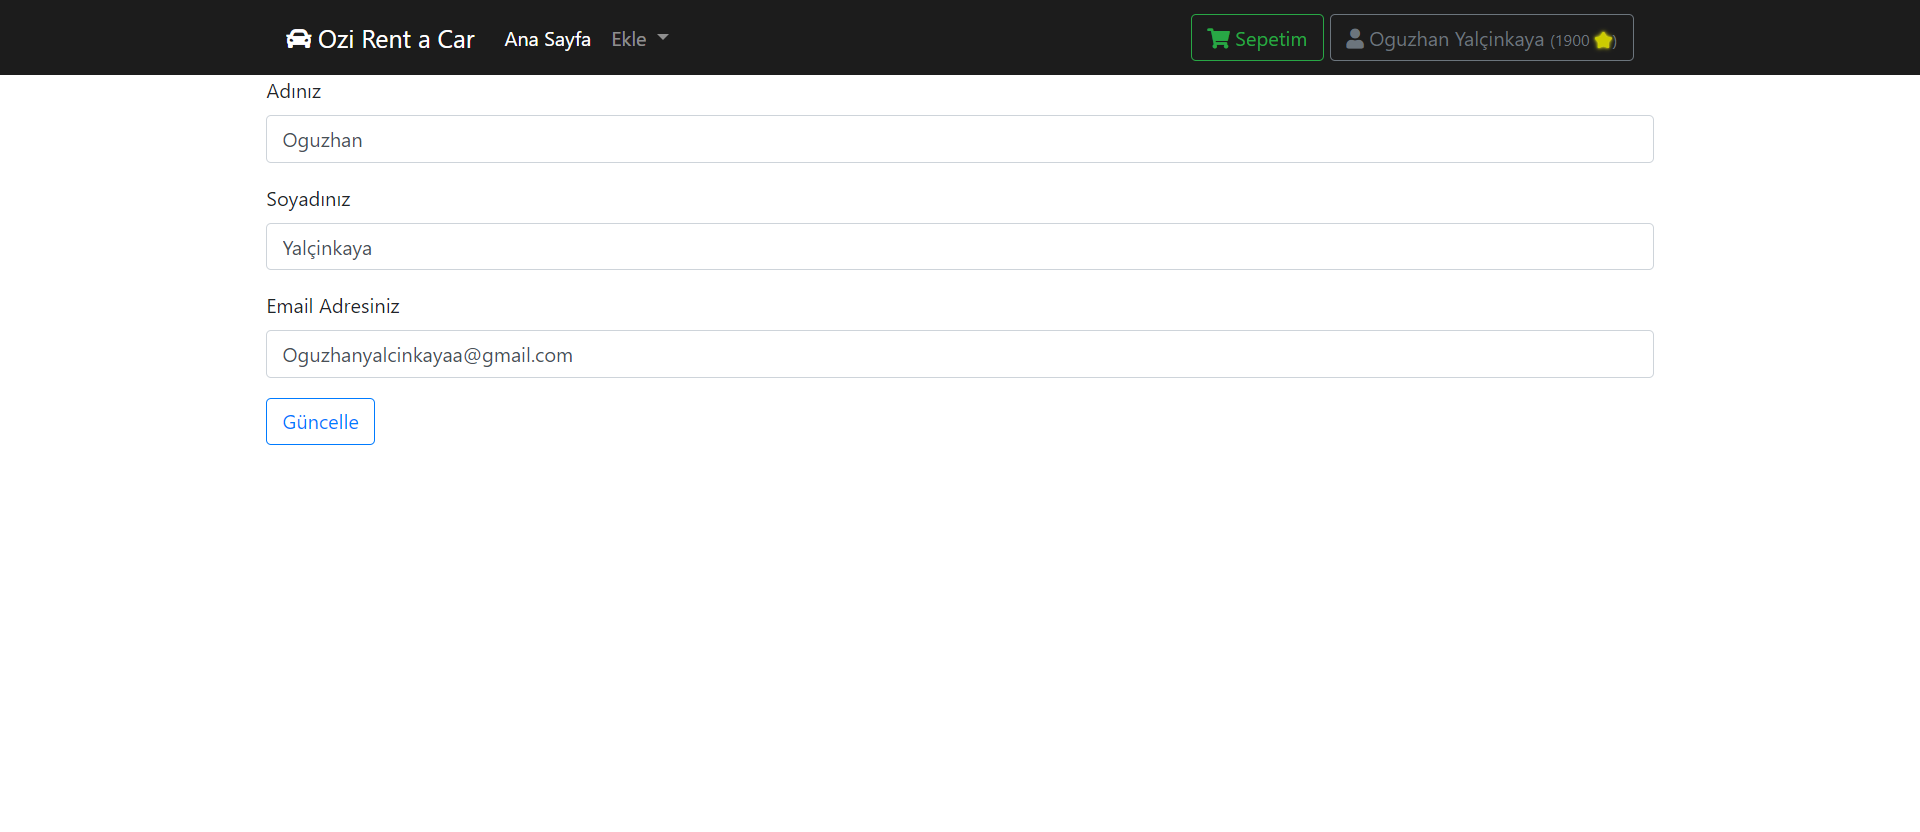 Ozi Rent a Car Ana Sayfa Ekle Sepetim Oguzhan Yalçinkaya (1900 )
Adınız
Oguzhan
Soyadınız
Yalçinkaya
Email Adresiniz
Oguzhanyalcinkayaa@gmail.com
Güncelle